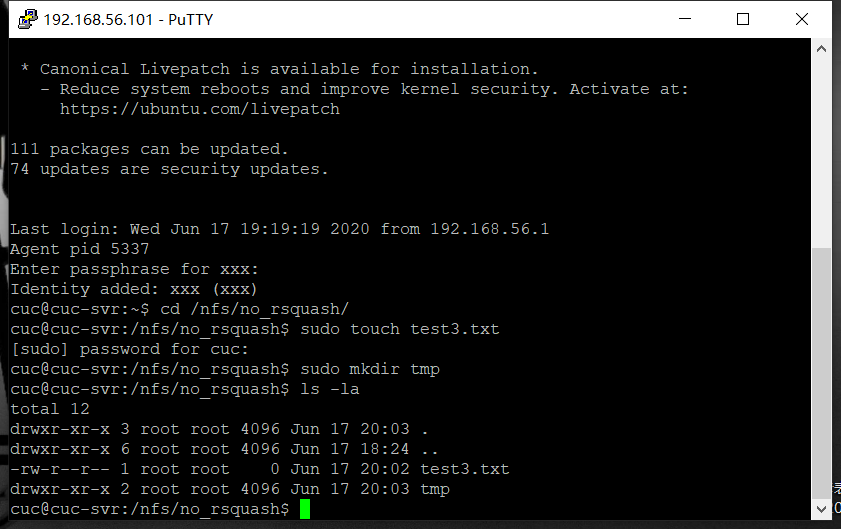 192.168.56.101 - PuTTY
* Canonical Livepatch is available for installation.
- Reduce system reboots and improve kernel security. Activate at:
https://ubuntu.com/livepatch
111 packages can be updated.
74 updates are security updates.
Last login: Wed Jun 17 19:19:19 2020 from 192.168.56.1
Agent pid 5337
Enter passphrase for xxx:
Identity added: xxx (xxx)
cuc@cuc-svr:~$ cd /nfs/no_rsquash/
cuc@cuc-svr:/nfs/no_rsquash$ sudo touch test3.txt
[sudo] password for cuc:
cuc@cuc-svr:/nfs/no_rsquash$ sudo mkdir tmp
cuc@cuc-svr:/nfs/no_rsquash$ ls -la
total 12
drwxr-xr-x 3 root root 4096 Jun 17 20:03 .
drwxr-xr-x 6 root root 4096 Jun 17 18:24 ..
-rw-r--r-- 1 root root    0 Jun 17 20:02 test3.txt
drwxr-xr-x 2 root root 4096 Jun 17 20:03 tmp
cuc@cuc-svr:/nfs/no_rsquash$